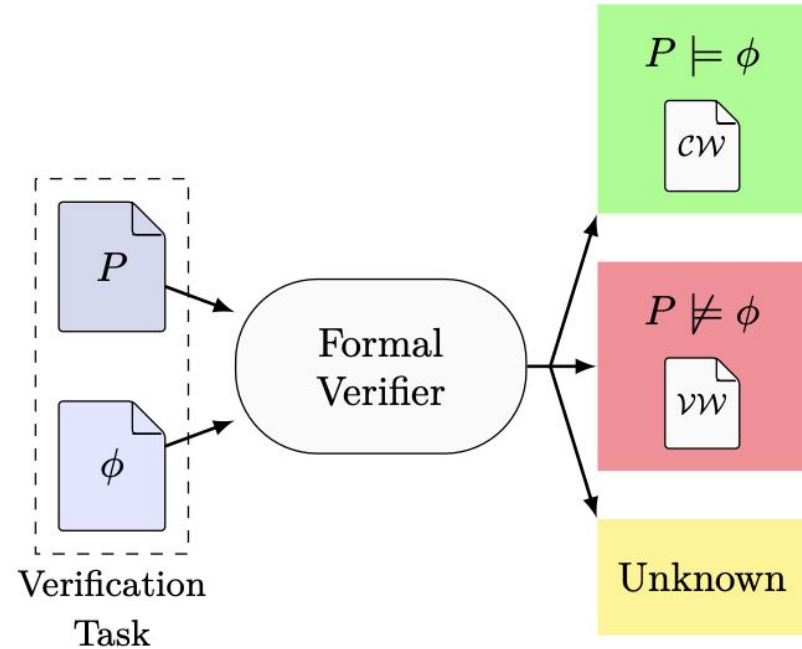 P ⊨ ϕ
𝒞𝒲
P
Formal
Verifier
P ⊭ ϕ
𝒱𝒲
ϕ
Unknown
Verification
Task